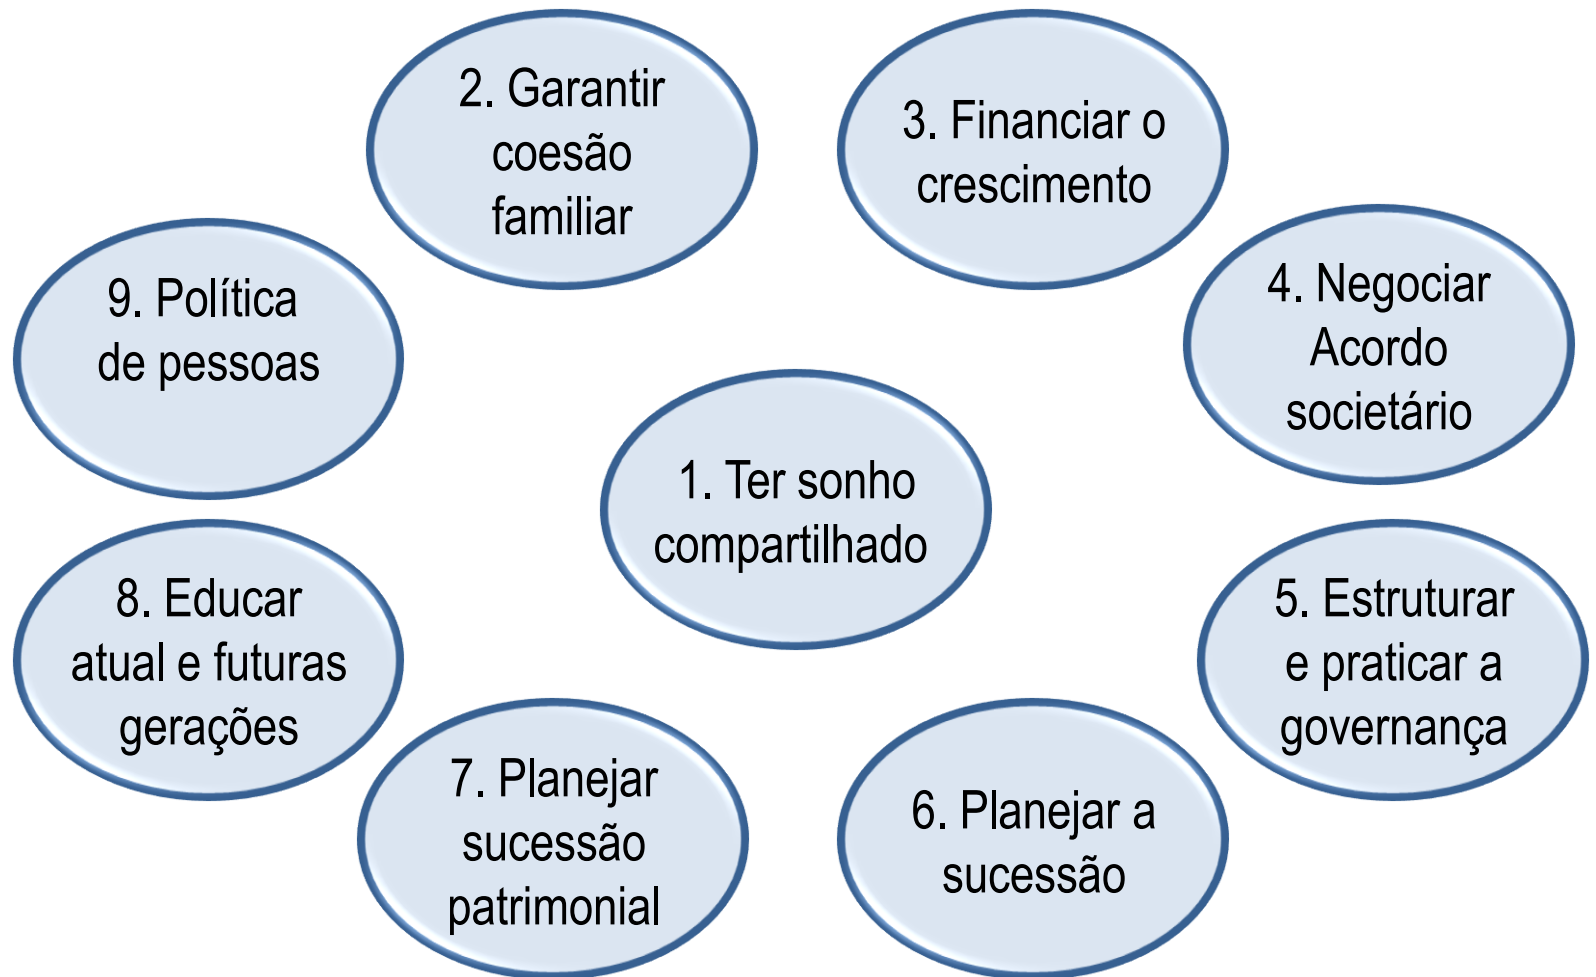 1. Ter sonho
compartilhado
2. Garantir
coesão
familiar
3. Financiar o
crescimento
4. Negociar
Acordo
societário
5. Estruturar
e praticar a
governança
6. Planejar a
sucessão
7. Planejar
sucessão
patrimonial
8. Educar
atual e futuras
gerações
9. Política
de pessoas